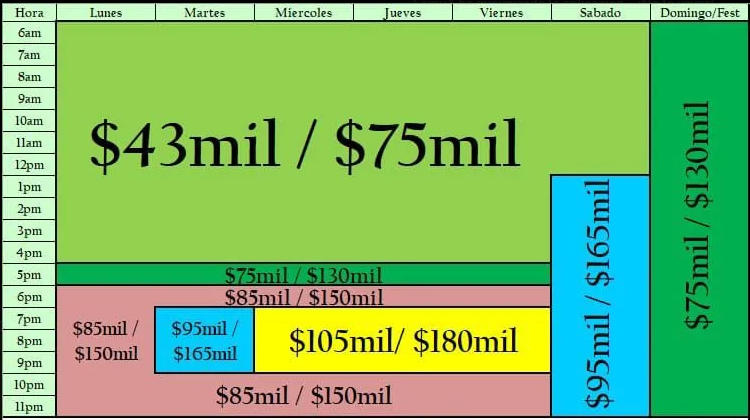 Hora Lunes Martes Miercoles Jueves Viernes Sabado Domingo/Fest
6am
7am
8am
9am
10am
11am
12pm
1pm
2pm
3pm
4pm
5pm
6pm
7pm
8pm
9pm
10pm
11pm
$43mil / $75mil
$75mil / $130mil
$85mil / $150mil
$85mil /
$150mil
$95mil /
$165mil
$105mil/ $180mil
$85mil / $150mil
$95mil / $165mil
$75mil / $130mil